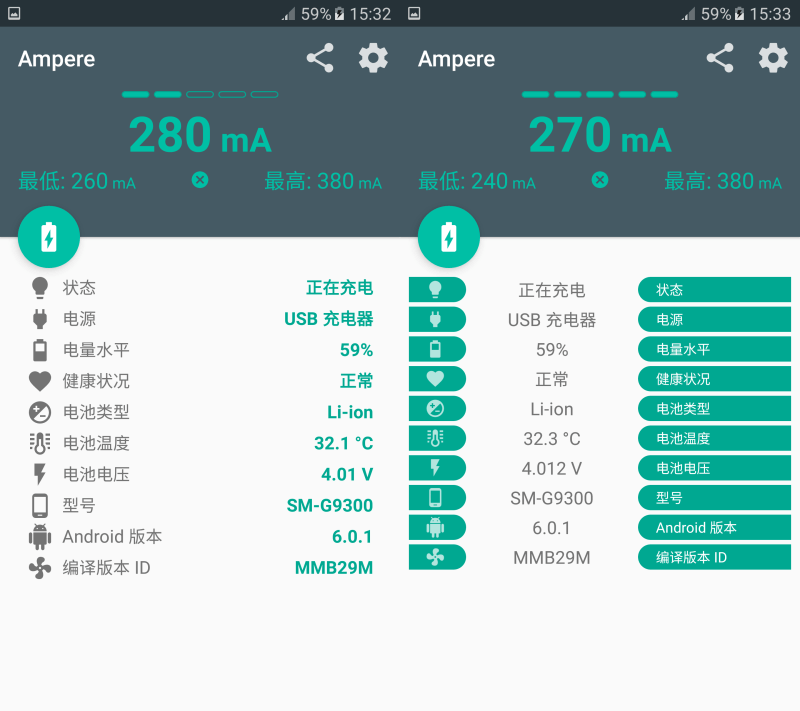 59% 15:32
Ampere
280 mA
最低: 260 mA 最高: 380 mA
状态 正在充电
电源 USB 充电器
电量水平 59%
健康状况 正常
电池类型 Li-ion
电池温度 32.1 °C
电池电压 4.01 V
型号 SM-G9300
Android 版本 6.0.1
编译版本 ID MMB29M
59% 15:33
Ampere
270 mA
最低: 240 mA 最高: 380 mA
正在充电 状态
USB 充电器 电源
59% 电量水平
正常 健康状况
Li-ion 电池类型
32.3 °C 电池温度
4.012 V 电池电压
SM-G9300 型号
6.0.1 Android 版本
MMB29M 编译版本 ID